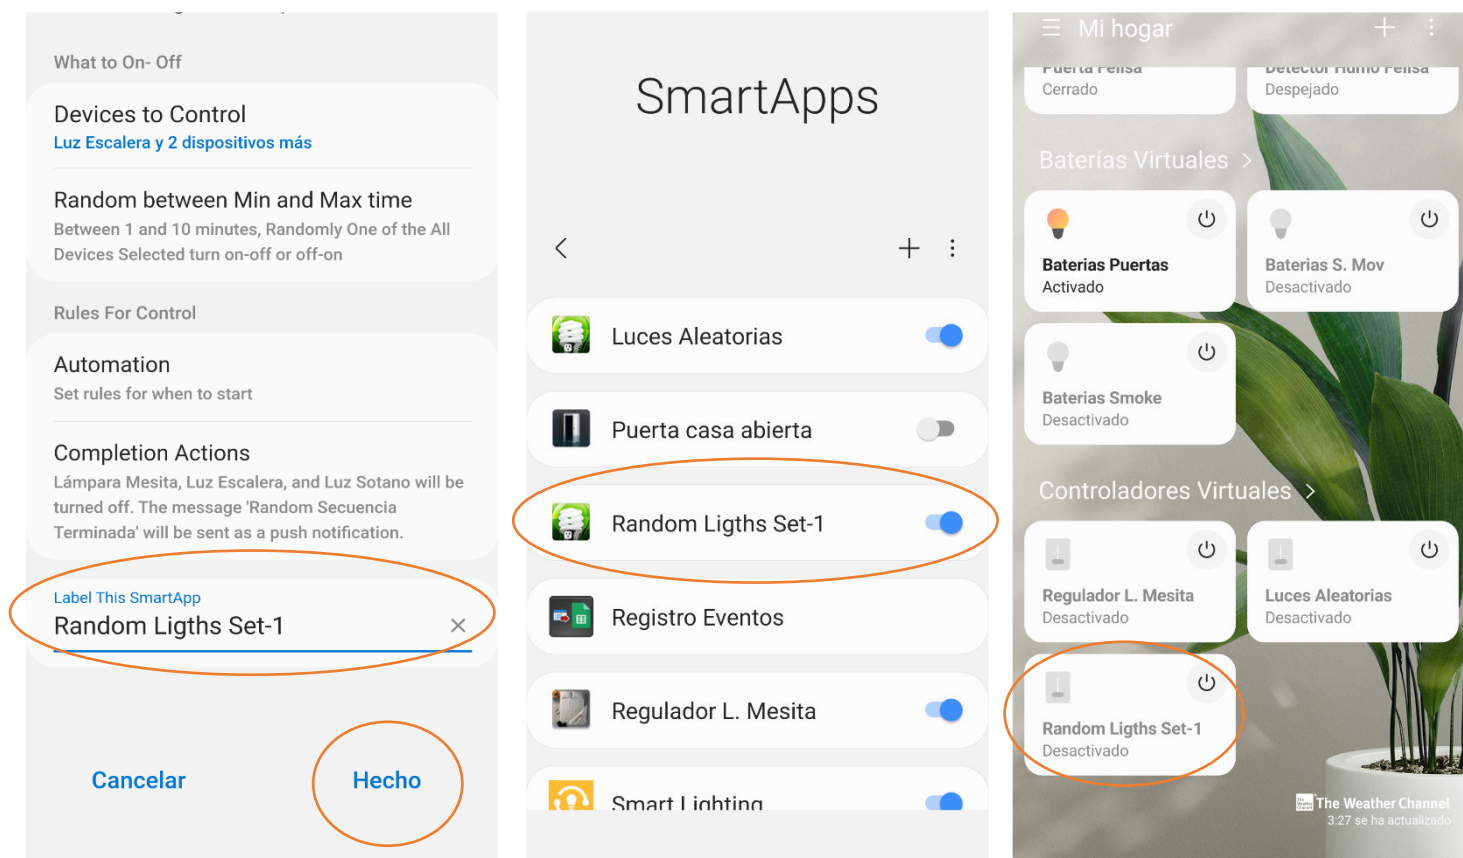 What to On- Off
Devices to Control
Luz Escalera y 2 dispositivos más
Random between Min and Max time
Between 1 and 10 minutes, Randomly One of the All
Devices Selected turn on-off or off-on
Rules For Control
Automation
Set rules for when to start
Completion Actions
Lámpara Mesita, Luz Escalera, and Luz Sotano will be
turned off. The message 'Random Secuencia
Terminada' will be sent as a push notification.
Label This SmartApp
Random Ligths Set-1
Cancelar
Hecho
SmartApps
Luces Aleatorias
Puerta casa abierta
Random Ligths Set-1
Registro Eventos
Regulador L. Mesita
Smart Lighting
Mi hogar
Puerta Felisa
Detector Humo Felisa
Cerrado
Despejado
Baterías Virtuales
Baterias Puertas
Activado
Baterias S. Mov
Desactivado
Baterias Smoke
Desactivado
Controladores Virtuales
Regulador L. Mesita
Desactivado
Luces Aleatorias
Desactivado
Random Ligths Set-1
Desactivado
The Weather Channel
3:27 se ha actualizado